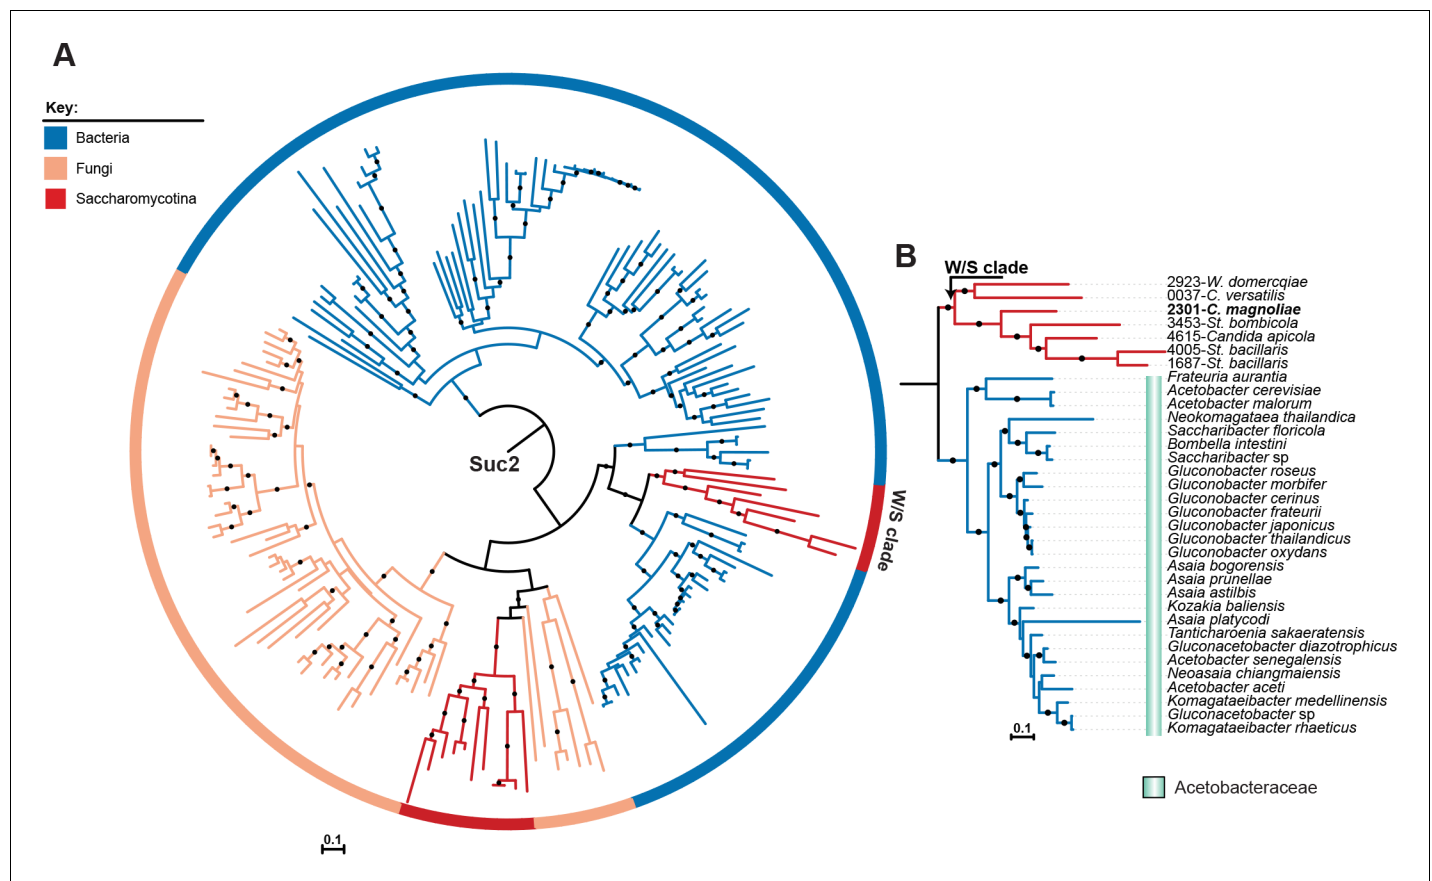 A
Key:
Bacteria
Fungi
Saccharomycotina
Suc2
W/S clade
0.1
B
W/S clade
2923-W. domercqiae
0037-C. versatilis
2301-C. magnoliae
3453-St. bombicola
4615-Candida apicola
4005-St. bacillaris
1687-St. bacillaris
Frateuria aurantia
Acetobacter cerevisiae
Acetobacter malorum
Neokomagataea thailandica
Saccharibacter floricola
Bombella intestini
Saccharibacter sp
Gluconobacter roseus
Gluconobacter morbifer
Gluconobacter cerinus
Gluconobacter frateurii
Gluconobacter japonicus
Gluconobacter thailandicus
Gluconobacter oxydans
Asaia bogorensis
Asaia prunellae
Asaia astilbis
Kozakia baliensis
Asaia platycodi
Tanticharoenia sakaeratensis
Gluconacetobacter diazotrophicus
Acetobacter senegalensis
Neoasaia chiangmaiensis
Acetobacter aceti
Komagataeibacter medellinensis
Gluconacetobacter sp
Komagataeibacter rhaeticus
0.1
Acetobacteraceae